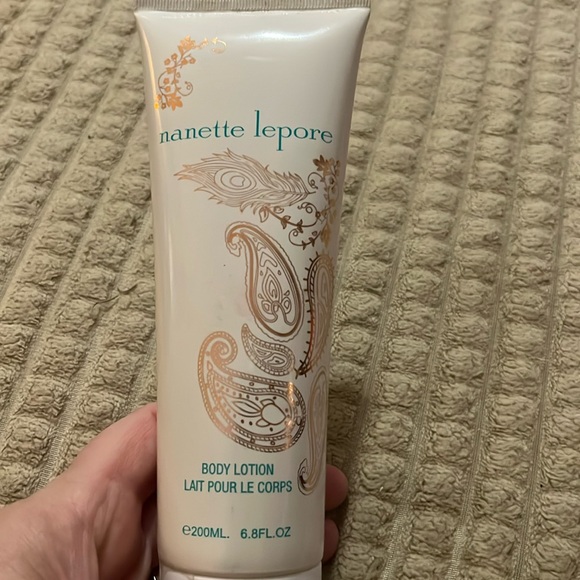 nanette lepore
BODY LOTION
LAIT POUR LE CORPS
℮200ML. 6.8FL.OZ